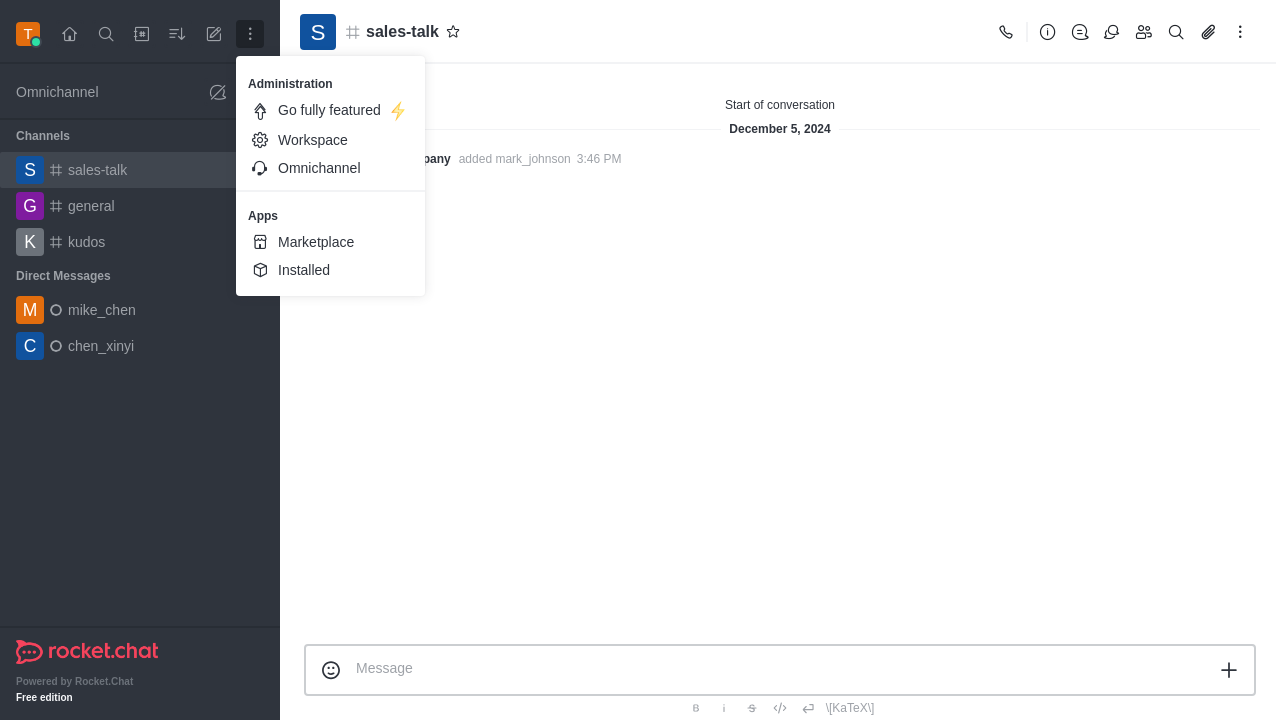 T
S sales-talk
Omnichannel
Administration
Go fully featured
Workspace
Omnichannel
Apps
Marketplace
Installed
Channels
S sales-talk
G general
K kudos
Direct Messages
M mike_chen
C chen_xinyi
Start of conversation
December 5, 2024
pany added mark_johnson 3:46 PM
Message
B i S \[KaTeX\]
rocket.chat
Powered by Rocket.Chat
Free edition